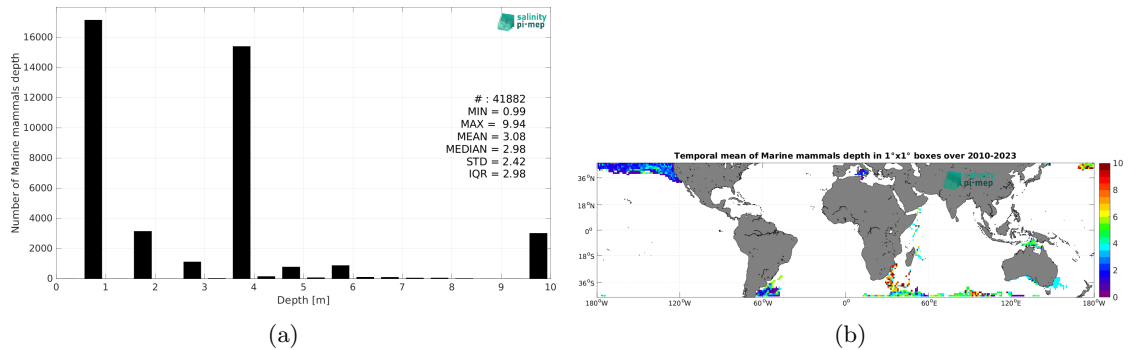 salinity
pi-mep
Number of Marine mammals depth
16000
14000
12000
10000
8000
6000
4000
2000
0
# : 41882
MIN = 0.99
MAX = 9.94
MEAN = 3.08
MEDIAN = 2.98
STD = 2.42
IQR = 2.98
0 1 2 3 4 5 6 7 8 9 10
Depth [m]
(a)
Temporal mean of Marine mammals depth in 1°x1° boxes over 2010-2023
salinity
pi-mep
36°N
18°N
0°
18°S
36°S
180°W 120°W 60°W 0° 60°E 120°E 180°W
10
8
6
4
2
0
(b)